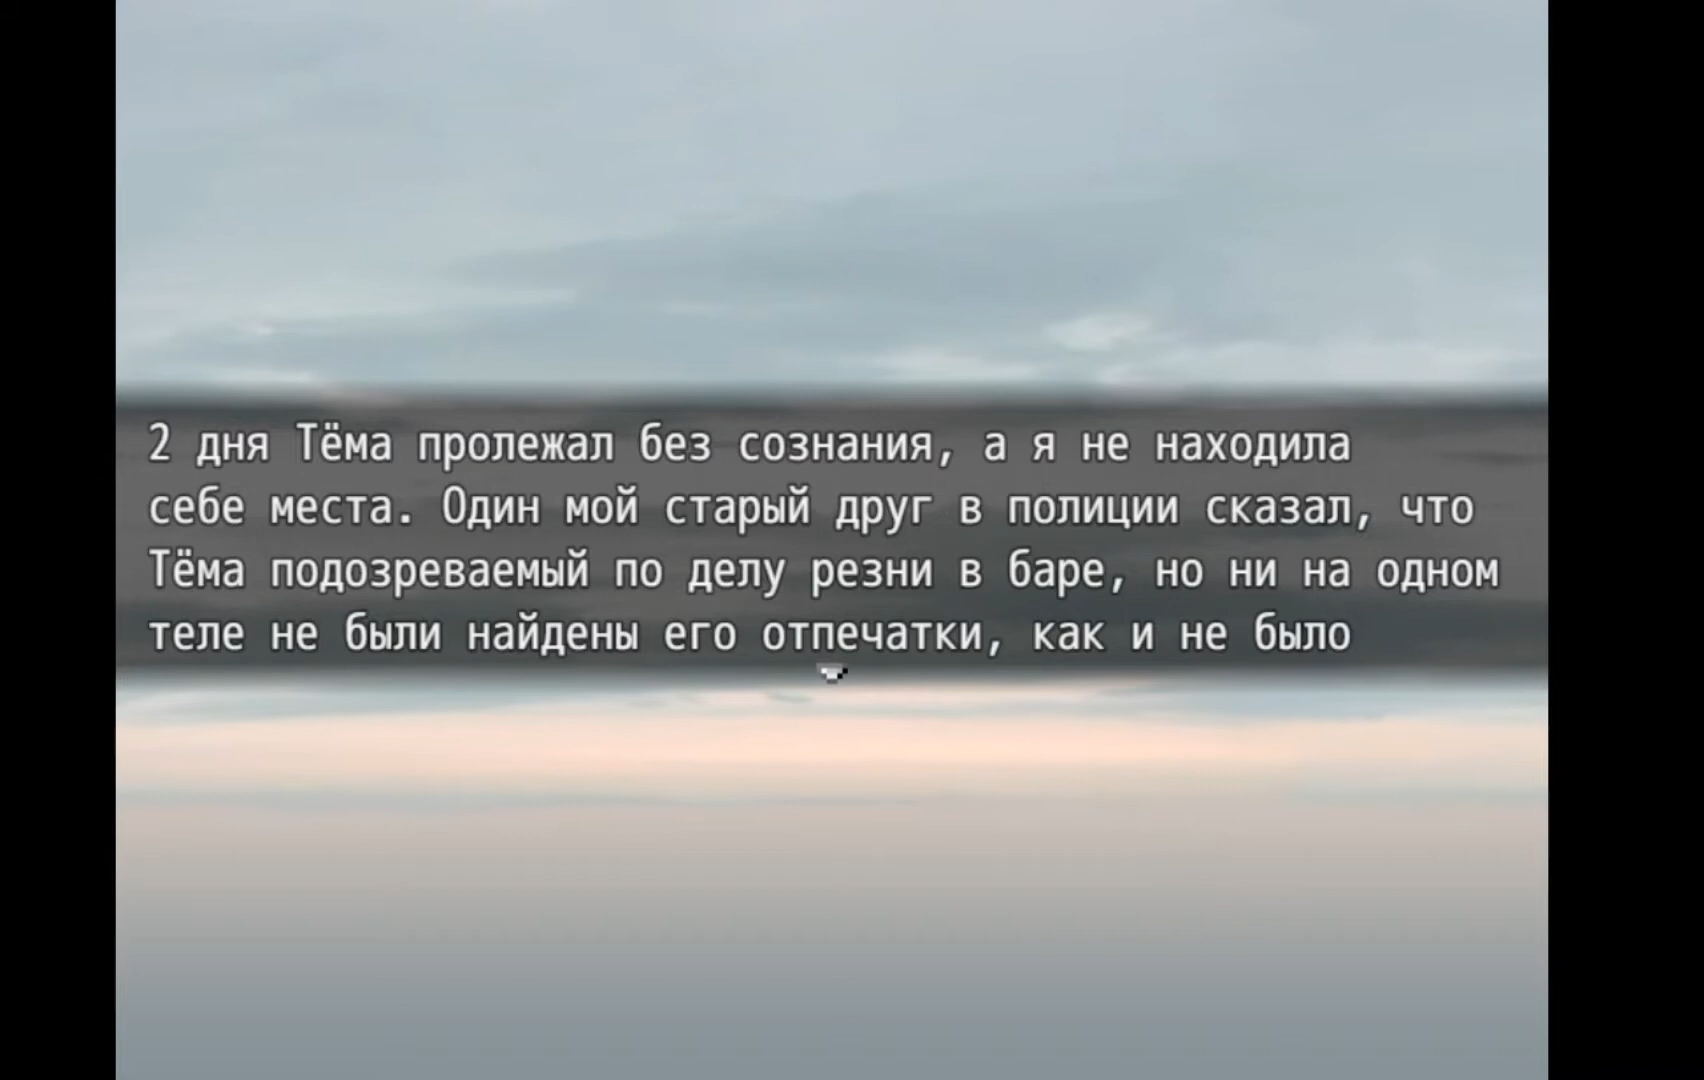 2 дня Тёма пролежал без сознания, а я не находила
себе места. Один мой старый друг в полиции сказал, что
Тёма подозреваемый по делу резни в баре, но ни на одном
теле не были найдены его отпечатки, как и не было